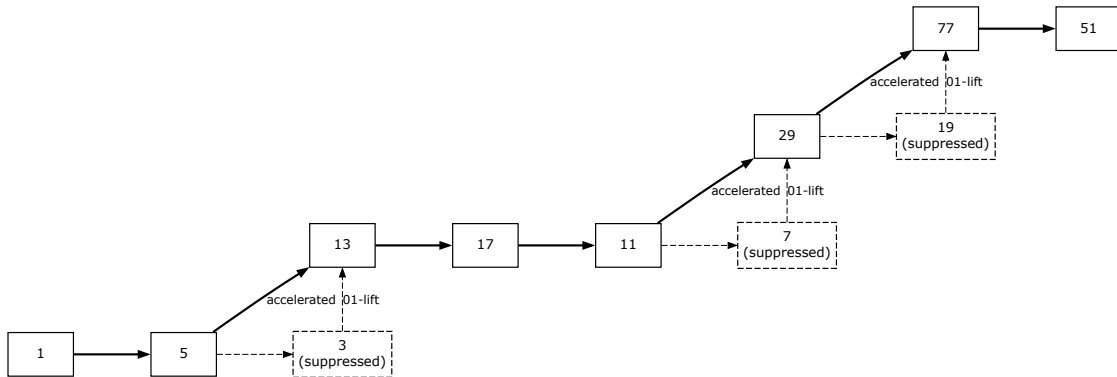 77
51
accelerated 01-lift
29
19
(suppressed)
accelerated 01-lift
7
(suppressed)
13
17
11
accelerated 01-lift
1
5
3
(suppressed)